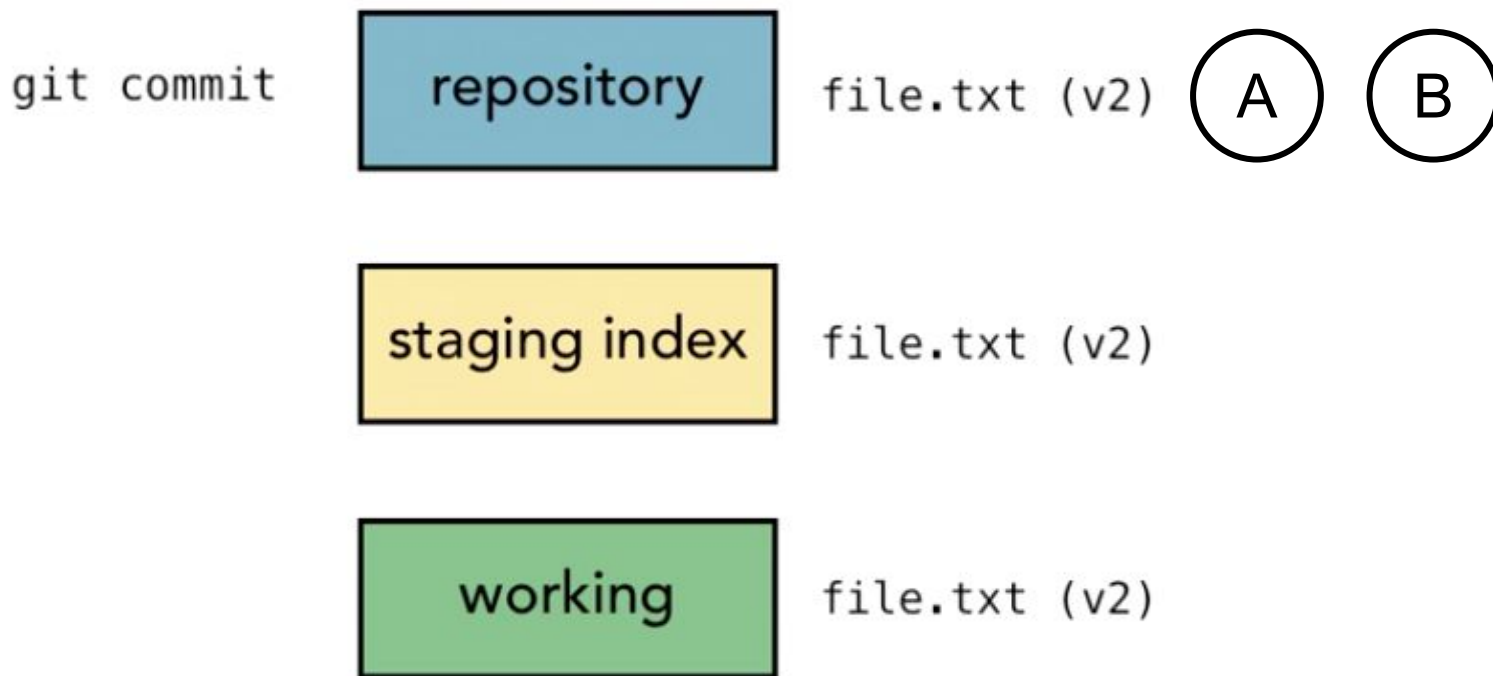 git commit repository file.txt (v2) A B
staging index file.txt (v2)
working file.txt (v2)